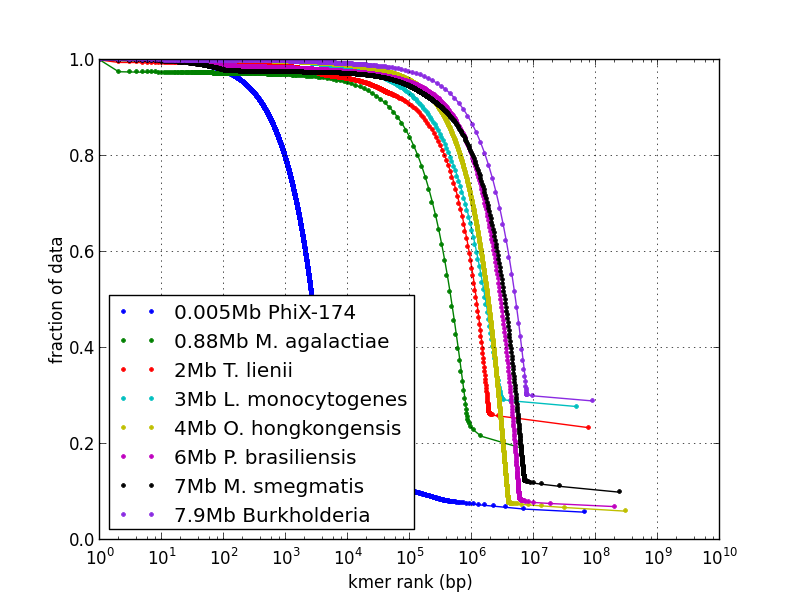 1.0
0.8
0.6
0.4
0.2
0.0
fraction of data
0.005Mb PhiX-174
0.88Mb M. agalactiae
2Mb T. lienii
3Mb L. monocytogenes
4Mb O. hongkongensis
6Mb P. brasiliensis
7Mb M. smegmatis
7.9Mb Burkholderia
10^0 10^1 10^2 10^3 10^4 10^5 10^6 10^7 10^8 10^9 10^10
kmer rank (bp)